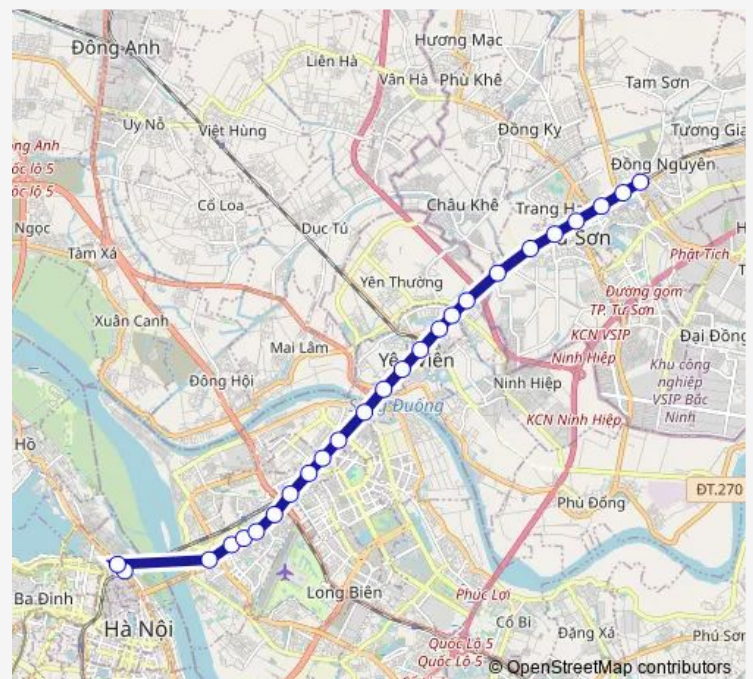 Hương Mạc
Đông Anh
Liên Hà
Vân Hà
Phù Khê
Tam Sơn
Uy Nỗ
Việt Hùng
Đông Kỵ
Tương Gia
ng Anh
ốc lộ 5
ốc lộ 5
Đông Nguyên
Cổ Loa
Châu Khê
Trang H
Ngọc
Dục Tú
Sơn
Tàm Xá
Phật Tích
Yên Thường
Đường gom
TP. Từ Sơn
Xuân Canh
KCN VSIP
Đại Đồng
Mai Lâm
Yê Viên
Ninh Hiệp
Khu công
nghiệp
VSIP Bắc
Ninh
Đông Hội
Ninh Hiệp
Sông Đuống
KCN Ninh Hiệp
Hồ
ĐT.270
Phù Đổng
Ba Đình
Long Biên
Phúc Lợi
Hà Nội
Cổ Bi
Đặng Xá
Phú Sơn
Quốc Lộ 5
Quốc Lộ 5
© OpenStreetMap contributors